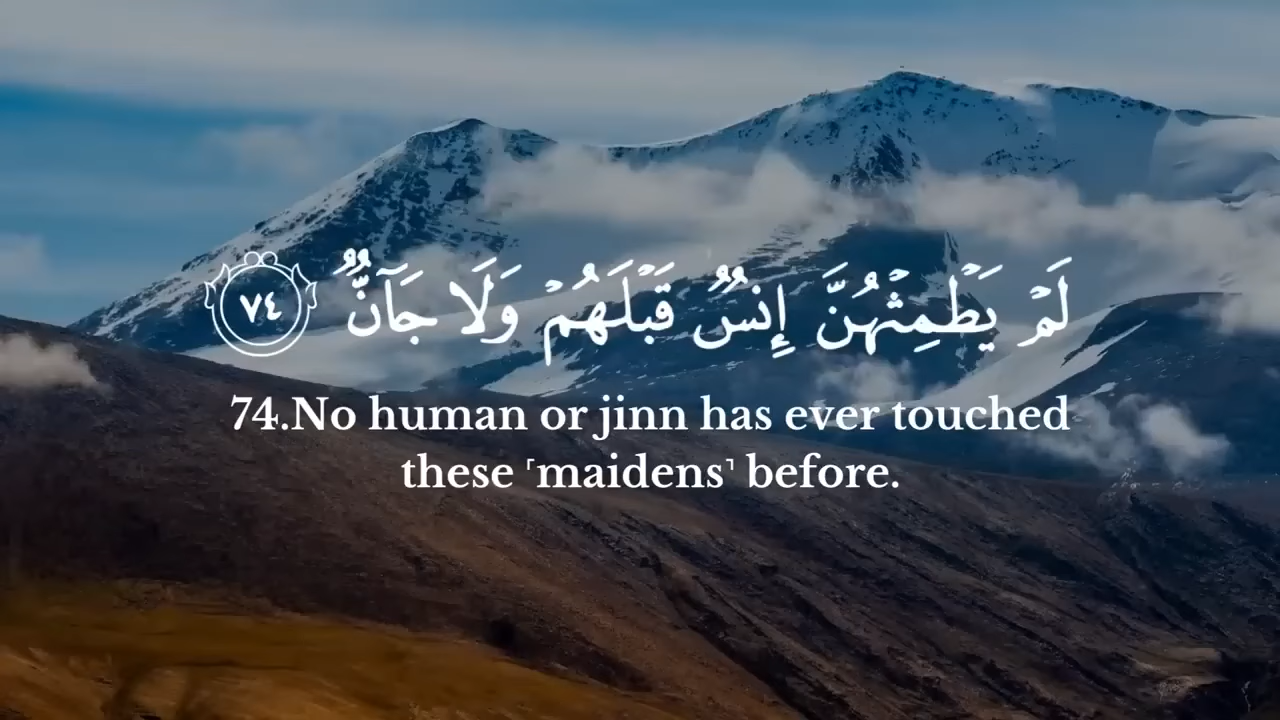 لَمۡ يَطۡمِثۡهُنَّ إِنسٞ قَبۡلَهُمۡ وَلَا جَآنّٞ ٧٤
74.No human or jinn has ever touched
these ⸢maidens⸣ before.